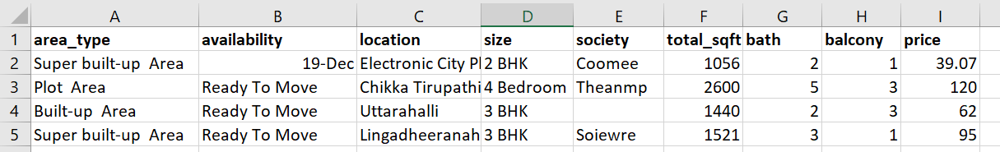 A B C D E F G H I
1 area_type availability location size society total_sqft bath balcony price
2 Super built-up  Area 19-Dec Electronic City Pl 2 BHK Coomee 1056 2 1 39.07
3 Plot  Area Ready To Move Chikka Tirupathi 4 Bedroom Theanmp 2600 5 3 120
4 Built-up  Area Ready To Move Uttarahalli 3 BHK 1440 2 3 62
5 Super built-up  Area Ready To Move Lingadheeranah 3 BHK Soiewre 1521 3 1 95